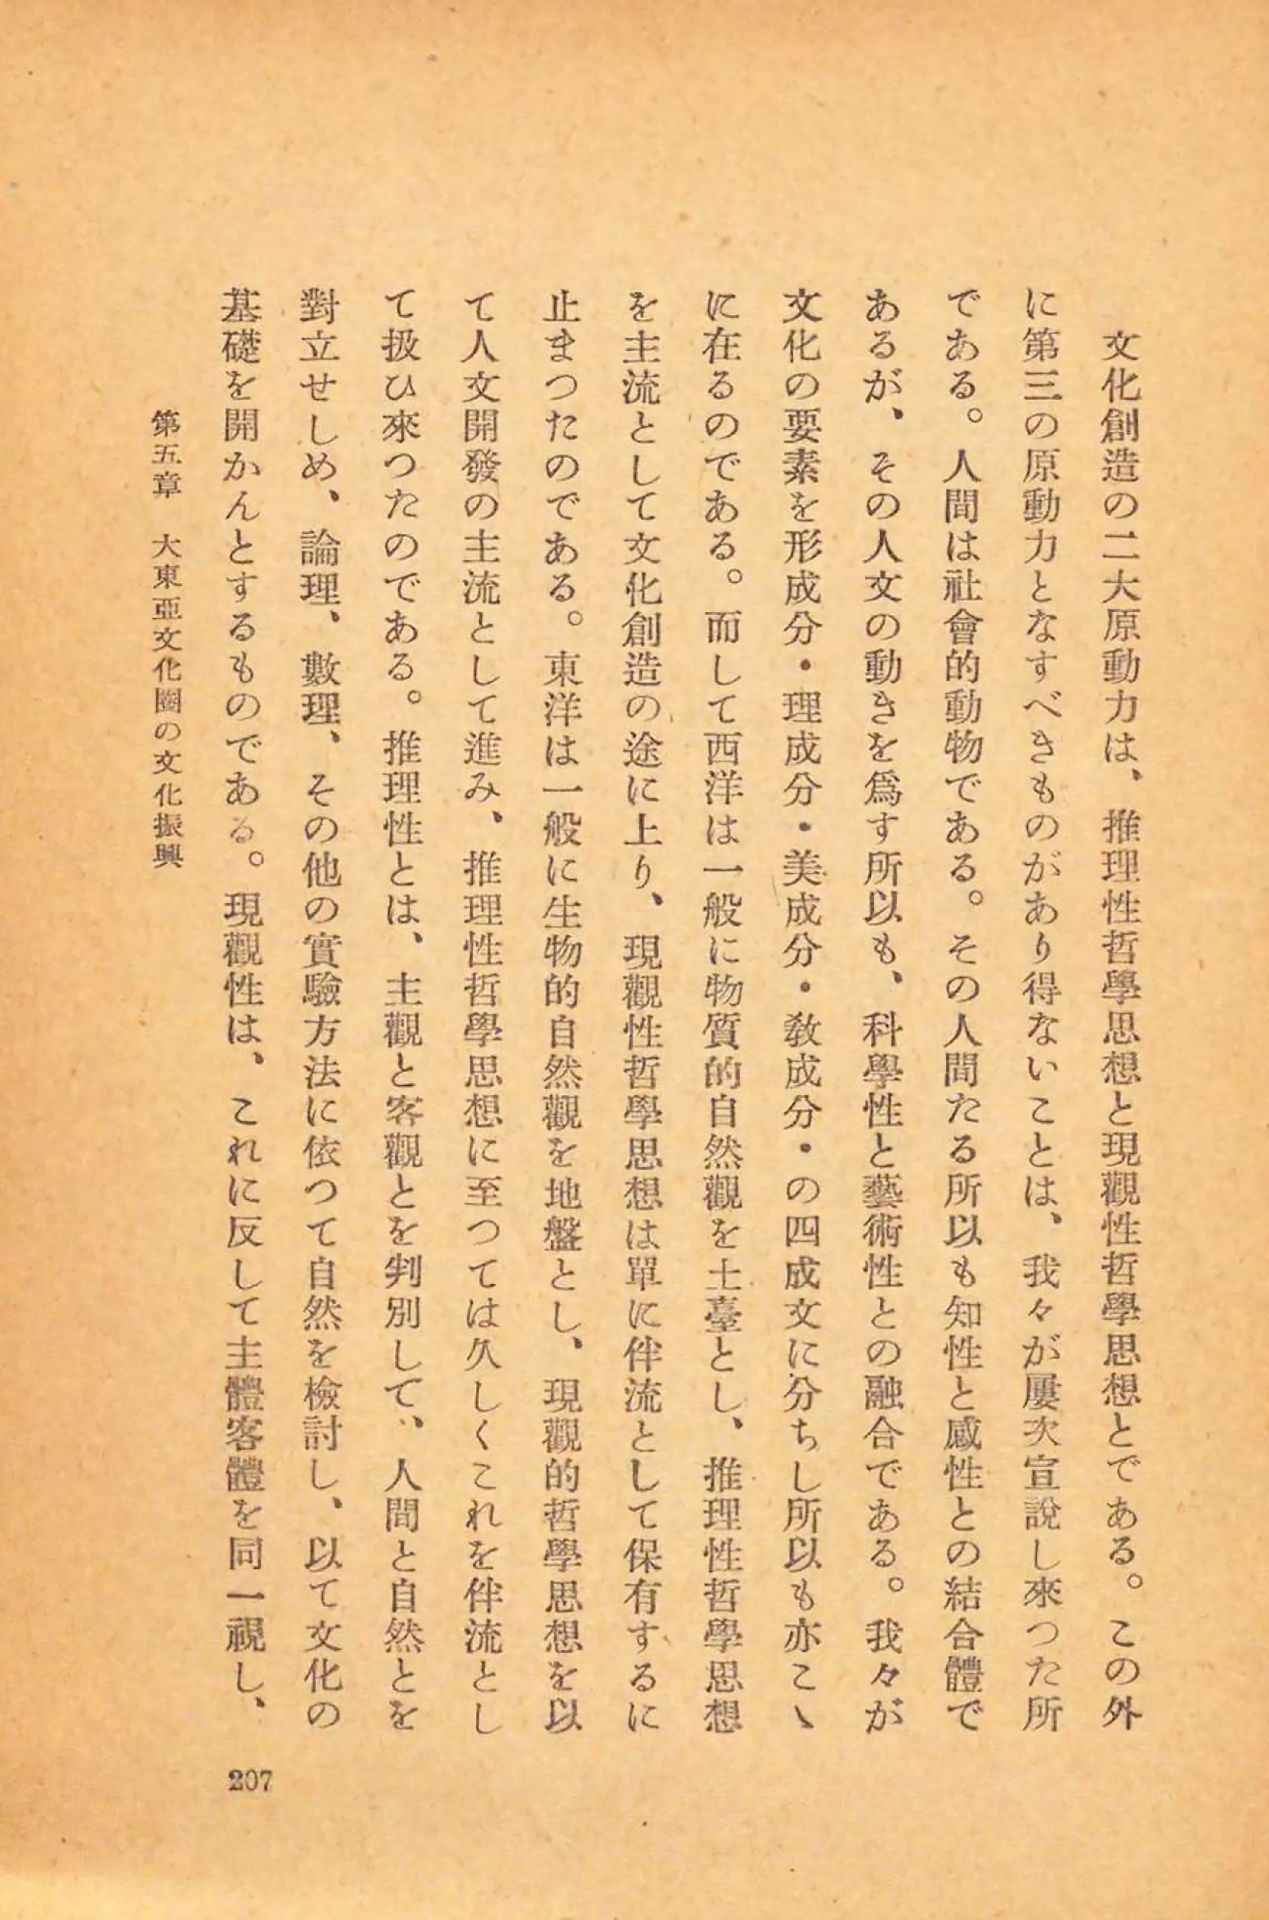 文化創造の二大原動力は、推理性哲學思想と現觀性哲學思想とである。この外
に第三の原動力となすべきものがあり得ないことは、我々が屢次宣說し來つた所
である。人間は社會的動物である。その人間たる所以も知性と感性との結合體で
あるが、その人文の動きを爲す所以も、科學性と藝術性との融合である。我々が
文化の要素を形成分・理成分・美成分・教成分・の四成文に分ちし所以も亦こゝ
に在るのである。而して西洋は一般に物質的自然觀を土臺とし、推理性哲學思想
を主流として文化創造の途に上り、現觀性哲學思想は單に伴流として保有するに
止まつたのである。東洋は一般に生物的自然觀を地盤とし、現觀的哲學思想を以
て人文開發の主流として進み、推理性哲學思想に至つては久しくこれを伴流とし
て扱ひ來つたのである。推理性とは、主觀と客觀とを判別して、人間と自然とを
對立せしめ、論理、數理、その他の實驗方法に依つて自然を檢討し、以て文化の
基礎を開かんとするものである。現觀性は、これに反して主體客體を同一視し、
第五章　大東亞文化圈の文化振興
207